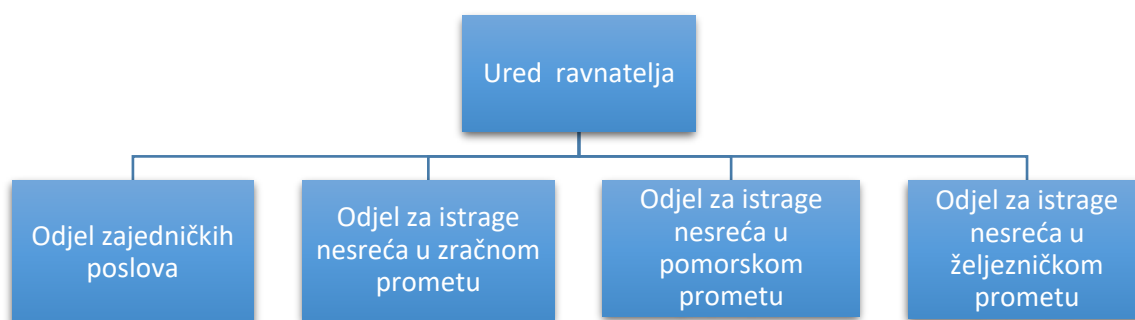 Ured  ravnatelja
Odjel zajedničkih
poslova
Odjel za istrage
nesreća u zračnom
prometu
Odjel za istrage
nesreća u
pomorskom
prometu
Odjel za istrage
nesreća u
željezničkom
prometu